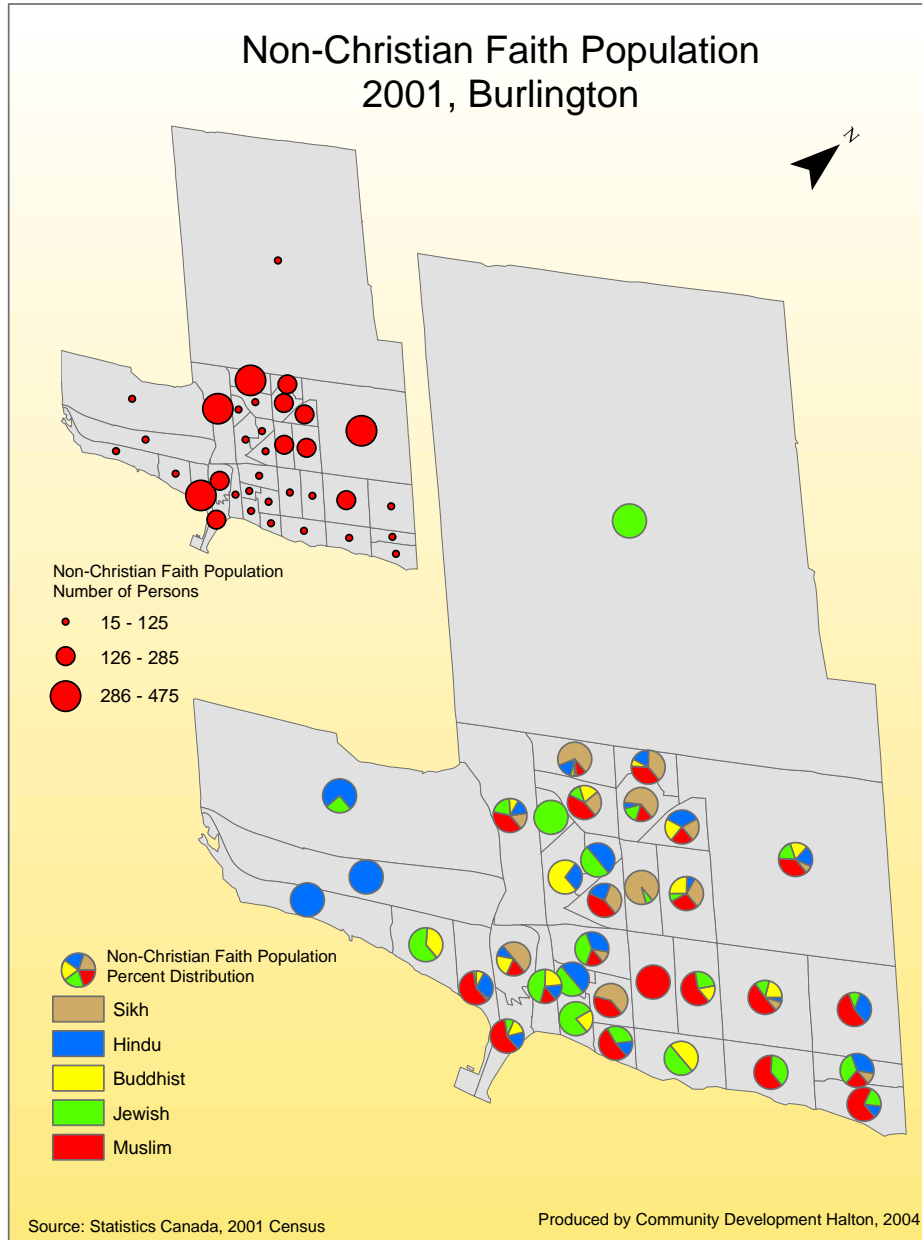 Non-Christian Faith Population
2001, Burlington
N
Non-Christian Faith Population
Number of Persons
15 - 125
126 - 285
286 - 475
Non-Christian Faith Population
Percent Distribution
Sikh
Hindu
Buddhist
Jewish
Muslim
Source: Statistics Canada, 2001 Census
Produced by Community Development Halton, 2004